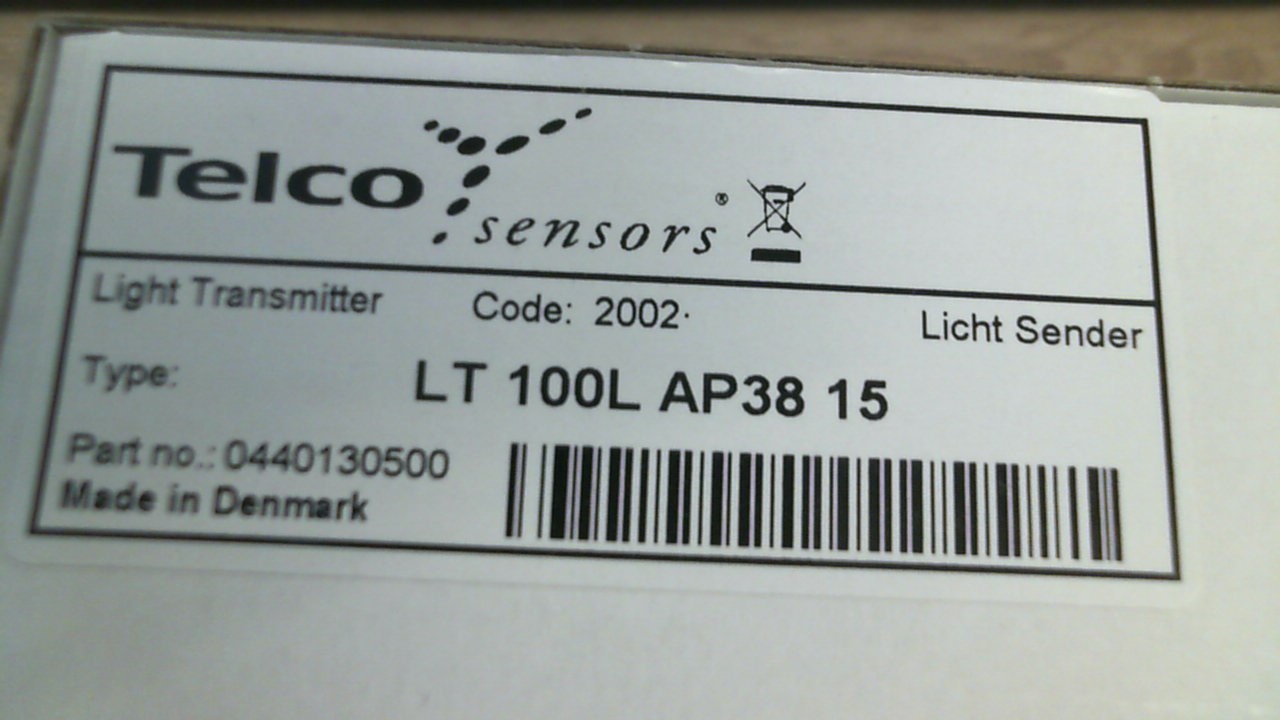 Telco sensors®
Light Transmitter Code: 2002· Licht Sender
Type: LT 100L AP38 15
Part no.: 0440130500
Made in Denmark